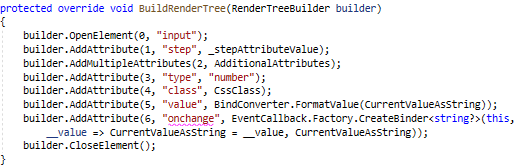 protected override void BuildRenderTree(RenderTreeBuilder builder)
{
    builder.OpenElement(0, "input");
    builder.AddAttribute(1, "step", _stepAttributeValue);
    builder.AddMultipleAttributes(2, AdditionalAttributes);
    builder.AddAttribute(3, "type", "number");
    builder.AddAttribute(4, "class", CssClass);
    builder.AddAttribute(5, "value", BindConverter.FormatValue(CurrentValueAsString));
    builder.AddAttribute(6, "onchange", EventCallback.Factory.CreateBinder<string?>(this,
        __value => CurrentValueAsString = __value, CurrentValueAsString));
    builder.CloseElement();
}